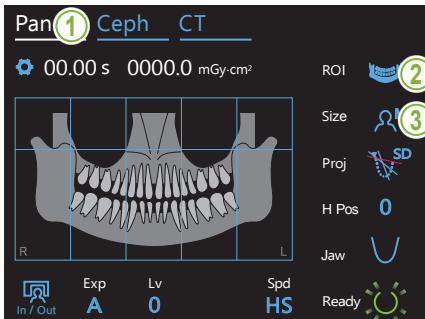 Pan 1 Ceph CT
00.00 s 0000.0 mGy·cm²
ROI 2
Size 3
Proj SD
H Pos 0
R L
Jaw
In / Out
Exp Lv Spd
A 0 HS
Ready